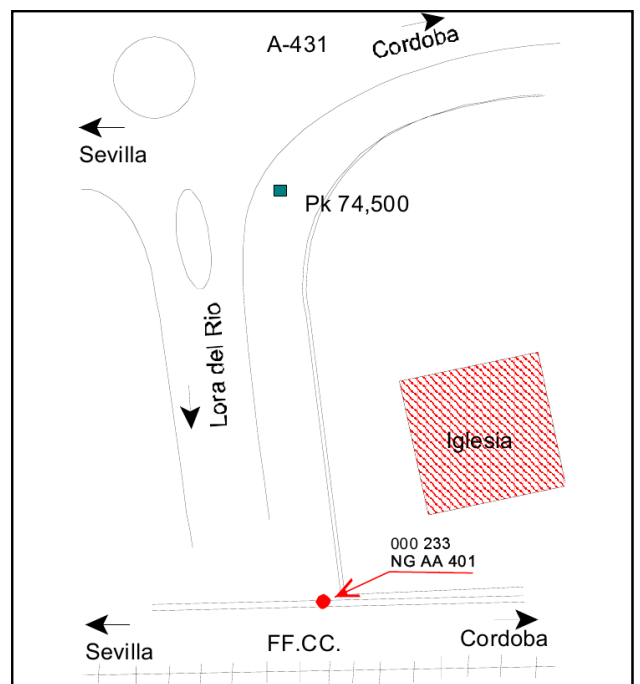 A-431
Cordoba
Sevilla
Pk 74,500
Lora del Rio
Iglesia
000 233
NG AA 401
Sevilla
FF.CC.
Cordoba